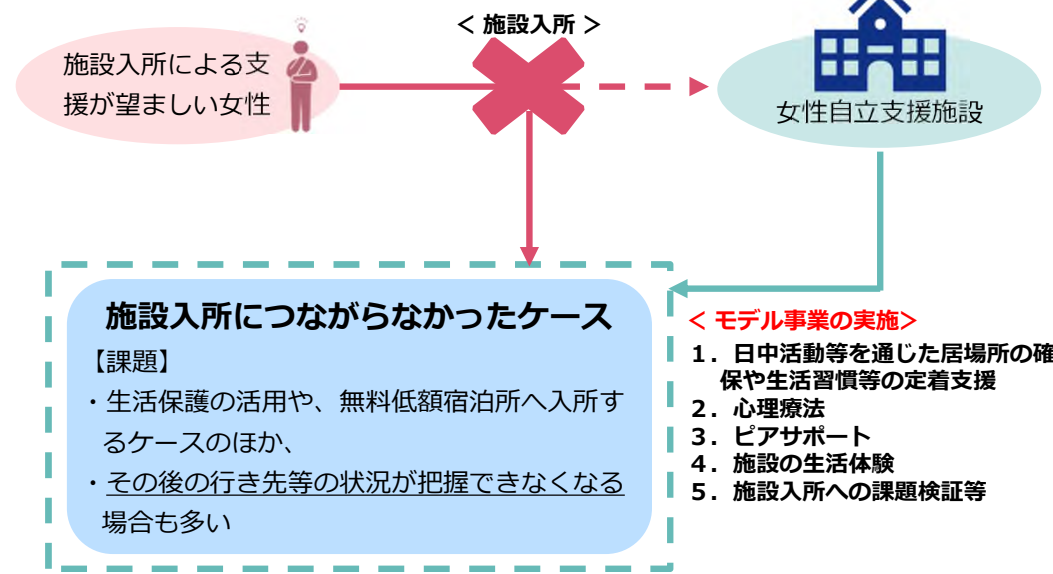 ＜ 施設入所 ＞
施設入所による支
援が望ましい女性
女性自立支援施設
施設入所につながらなかったケース
【課題】
・生活保護の活用や、無料低額宿泊所へ入所す
るケースのほか、
・その後の行き先等の状況が把握できなくなる
場合も多い
＜ モデル事業の実施＞
１．日中活動等を通じた居場所の確
保や生活習慣等の定着支援
２．心理療法
３．ピアサポート
４．施設の生活体験
５．施設入所への課題検証等